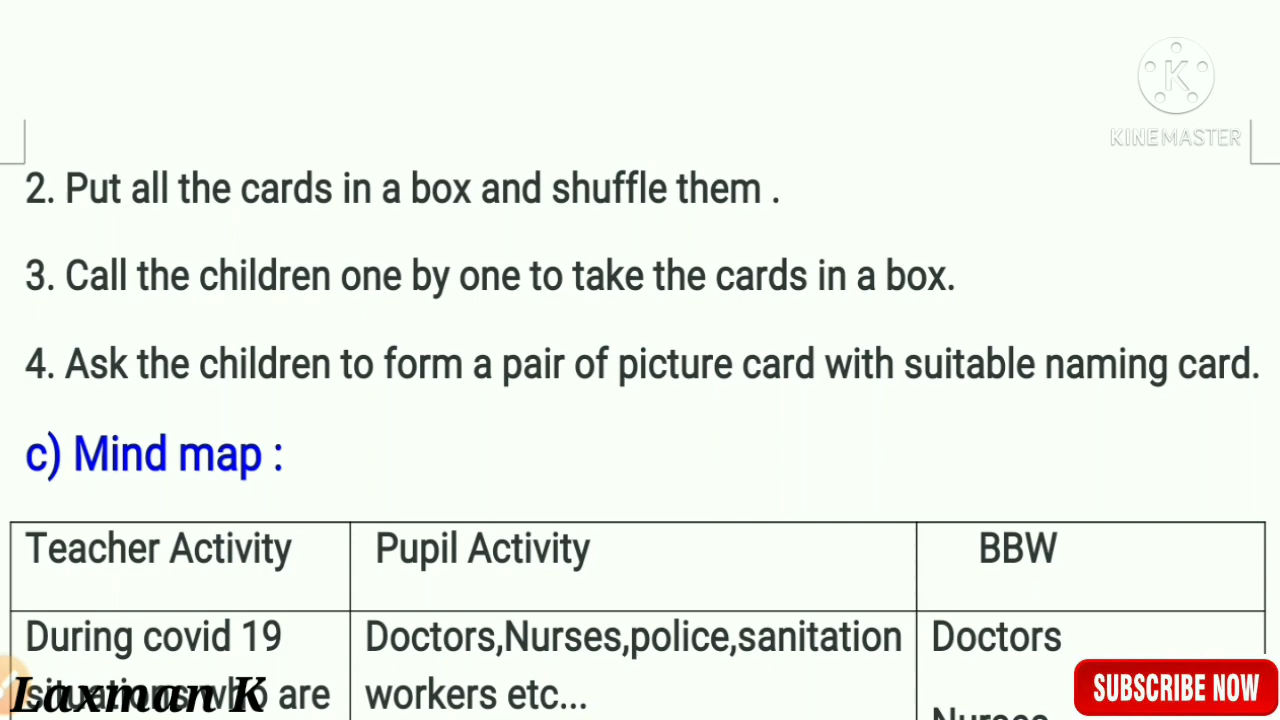 KINEMASTER
2. Put all the cards in a box and shuffle them .
3. Call the children one by one to take the cards in a box.
4. Ask the children to form a pair of picture card with suitable naming card.
c) Mind map :
Teacher Activity Pupil Activity BBW
During covid 19 Doctors,Nurses,police,sanitation Doctors
situations who are workers etc...
Nurses
Laxman K
SUBSCRIBE NOW